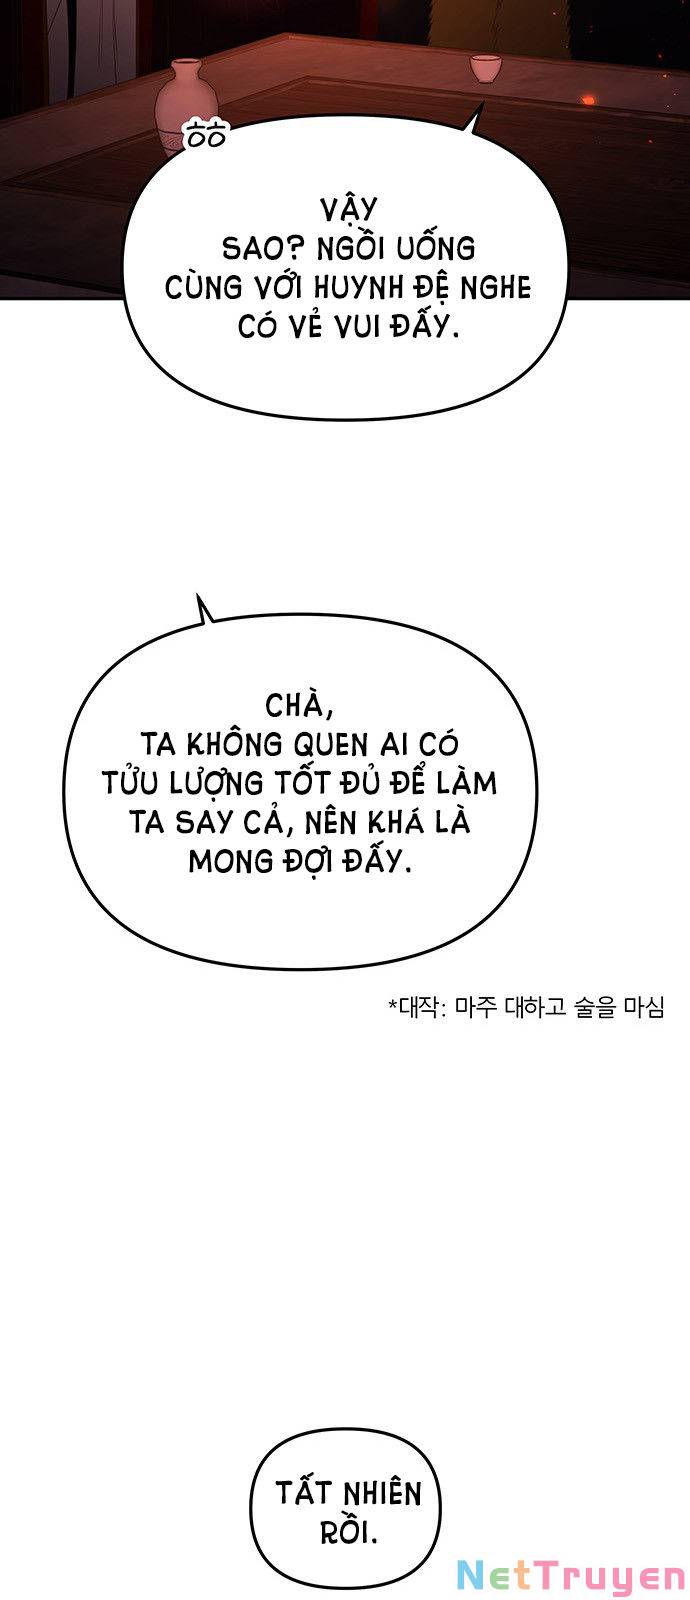 ㅎㅎ
VẬY
SAO? NGỒI UỐNG
CÙNG VỚI HUYNH ĐỆ NGHE
CÓ VẺ VUI ĐẤY.
CHÀ,
TA KHÔNG QUEN AI CÓ
TỬU LƯỢNG TỐT ĐỦ ĐỂ LÀM
TA SAY CẢ, NÊN KHÁ LÀ
MONG ĐỢI ĐẤY.
*대작: 마주 대하고 술을 마심
TẤT NHIÊN
RỒI.
NetTruyen